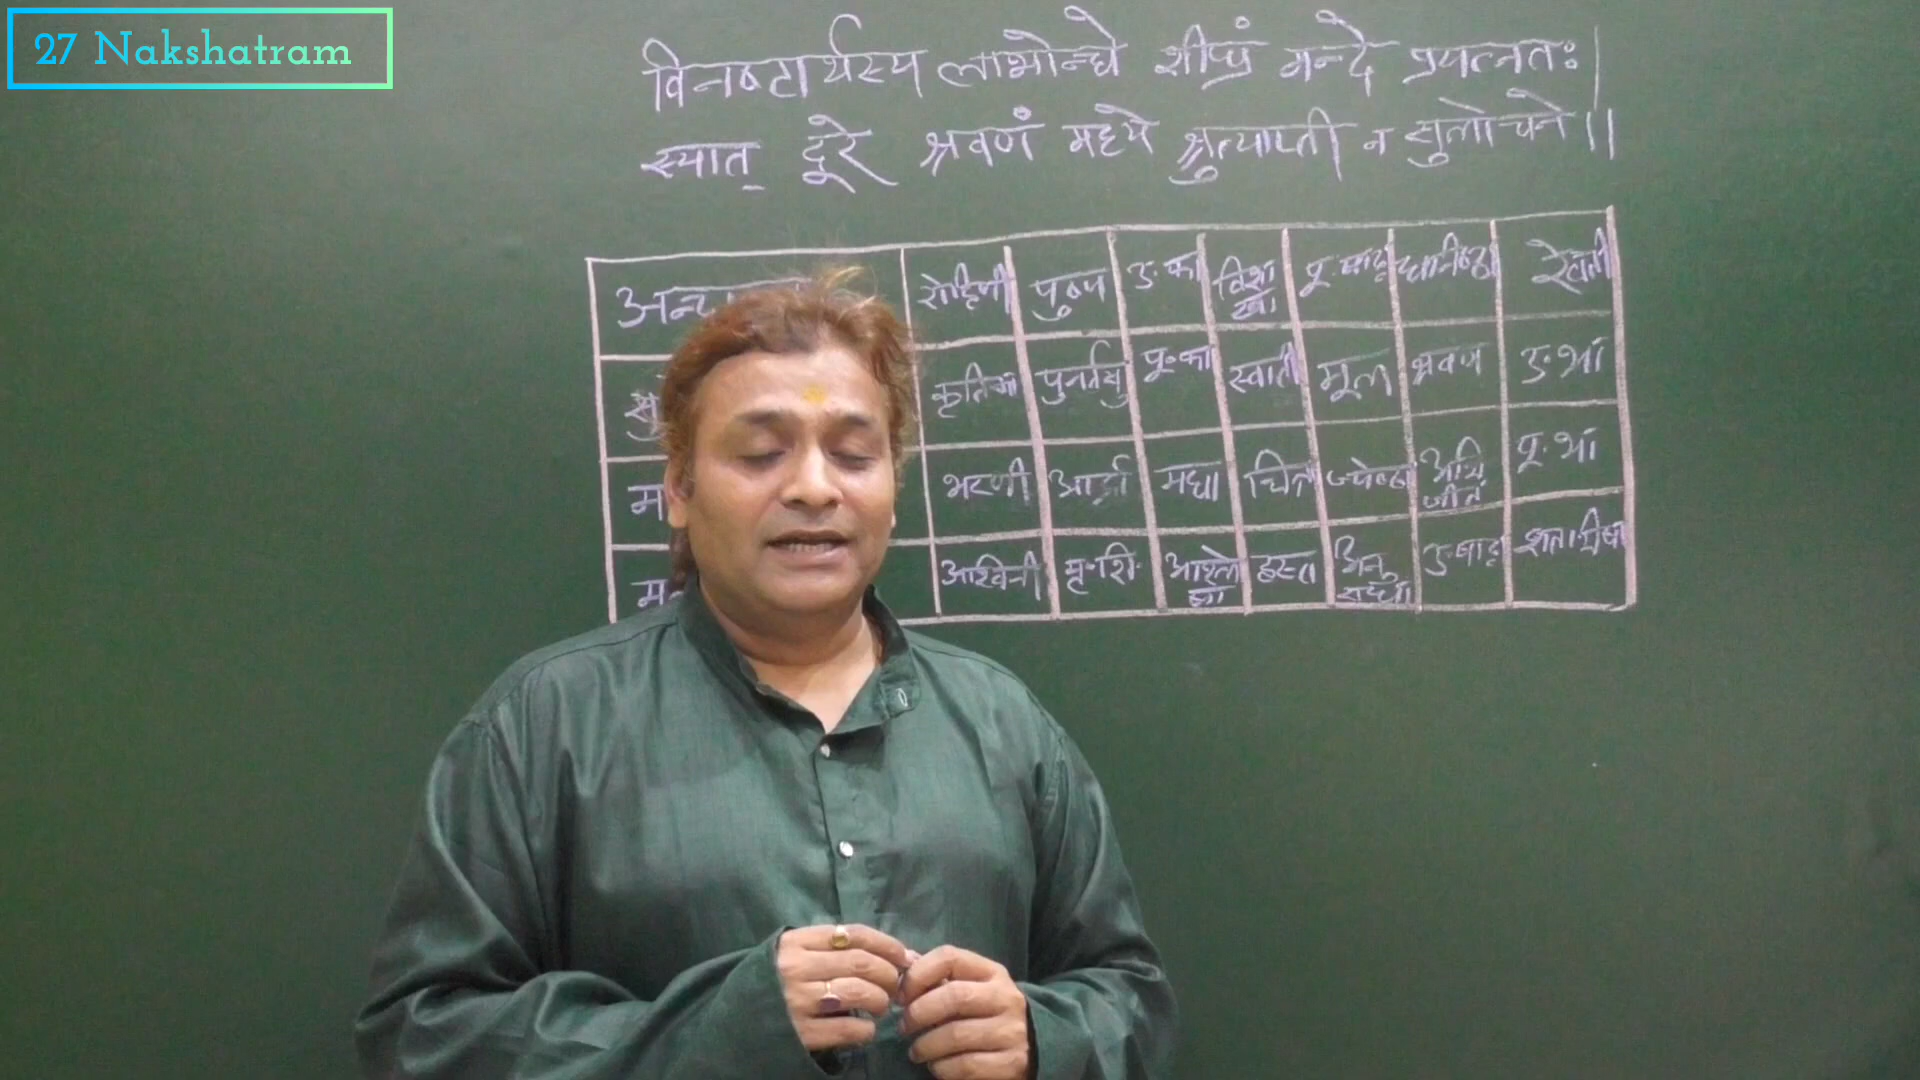 27 Nakshatram
विनष्टार्थस्य लाभोन्धे शीघ्रं मन्दे प्रयत्नतः।
स्यात् दूरे श्रवणं मध्ये श्रुत्याप्ती न सुलोचने॥
रोहिणी पुष्य उ.फा विशाखा पू.षाढ़ धनिष्ठा रेवती
कृतिका पुनर्वसु पू.फा स्वाती मूल श्रवण उ.भा
भरणी आर्द्रा मघा चित्रा ज्येष्ठा अभिजीत पू.भा
अश्विनी मृ.शि. आश्लेषा हस्त अनुराधा उ.षाढ़ शतभिषा